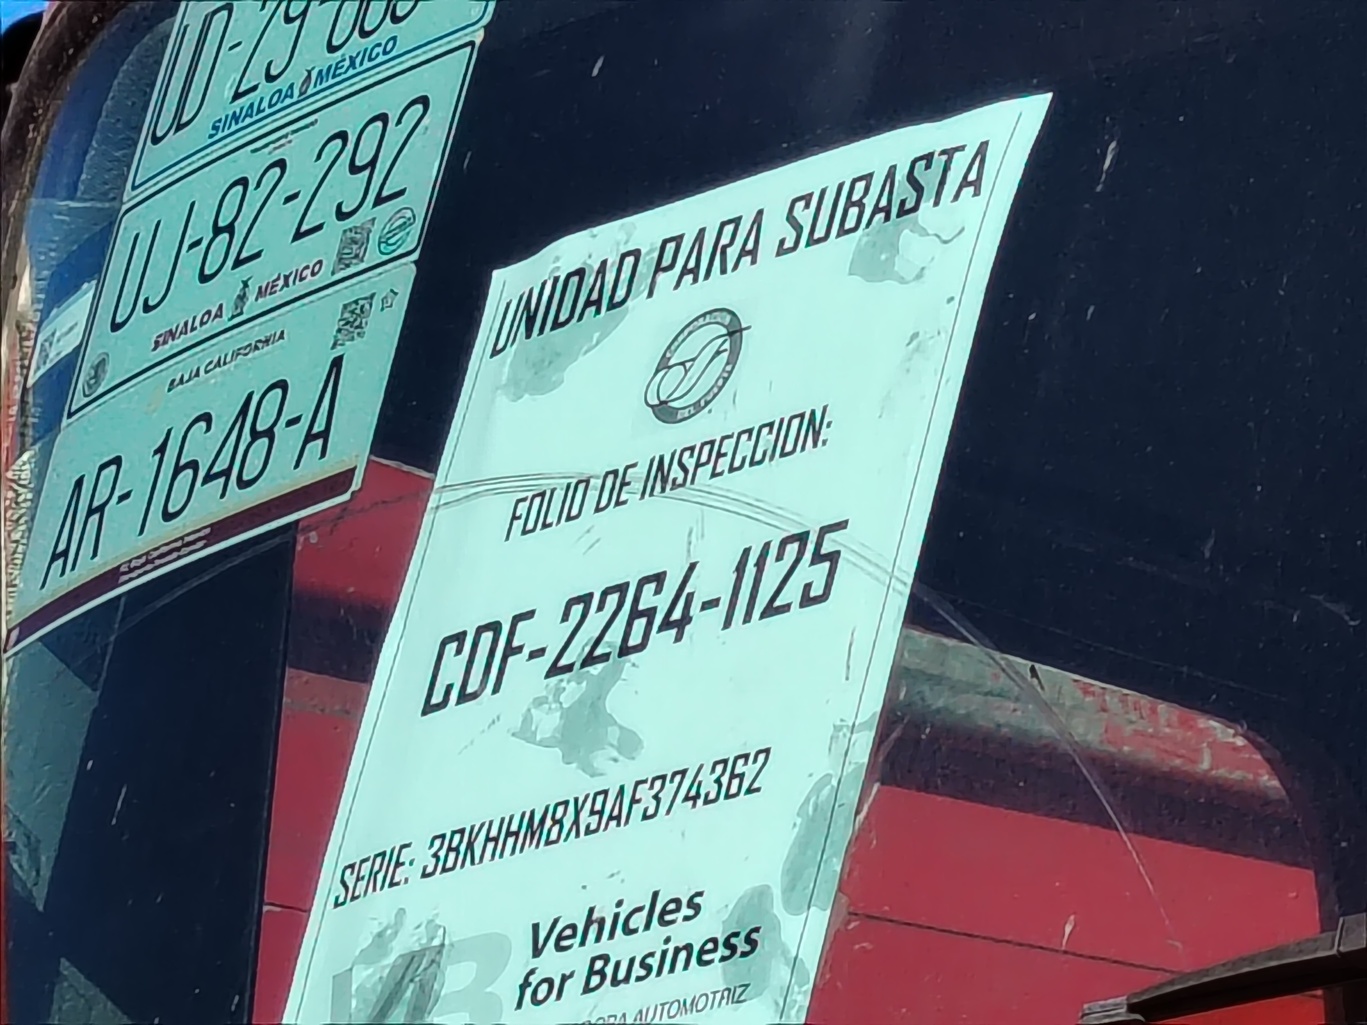 SINALOA MÉXICO
UJ-82-292
SINALOA MÉXICO
BAJA CALIFORNIA
AR-1648-A
UNIDAD PARA SUBASTA
FOLIO DE INSPECCION:
CDF-2264-1125
SERIE: 3BKHHM8X9AF374362
Vehicles
for Business
AUTOMOTRIZ